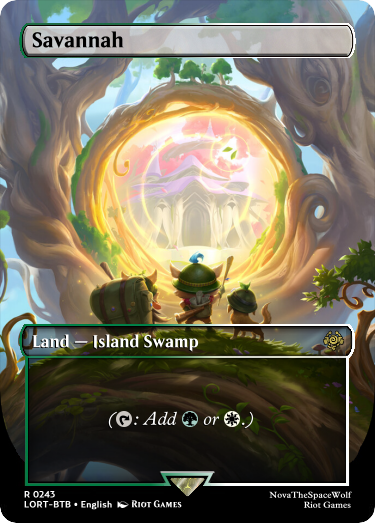 Savannah
Land — Island Swamp
(: Add or .)
R 0243
LORT-BTB • English Riot Games
NovaTheSpaceWolf
Riot Games